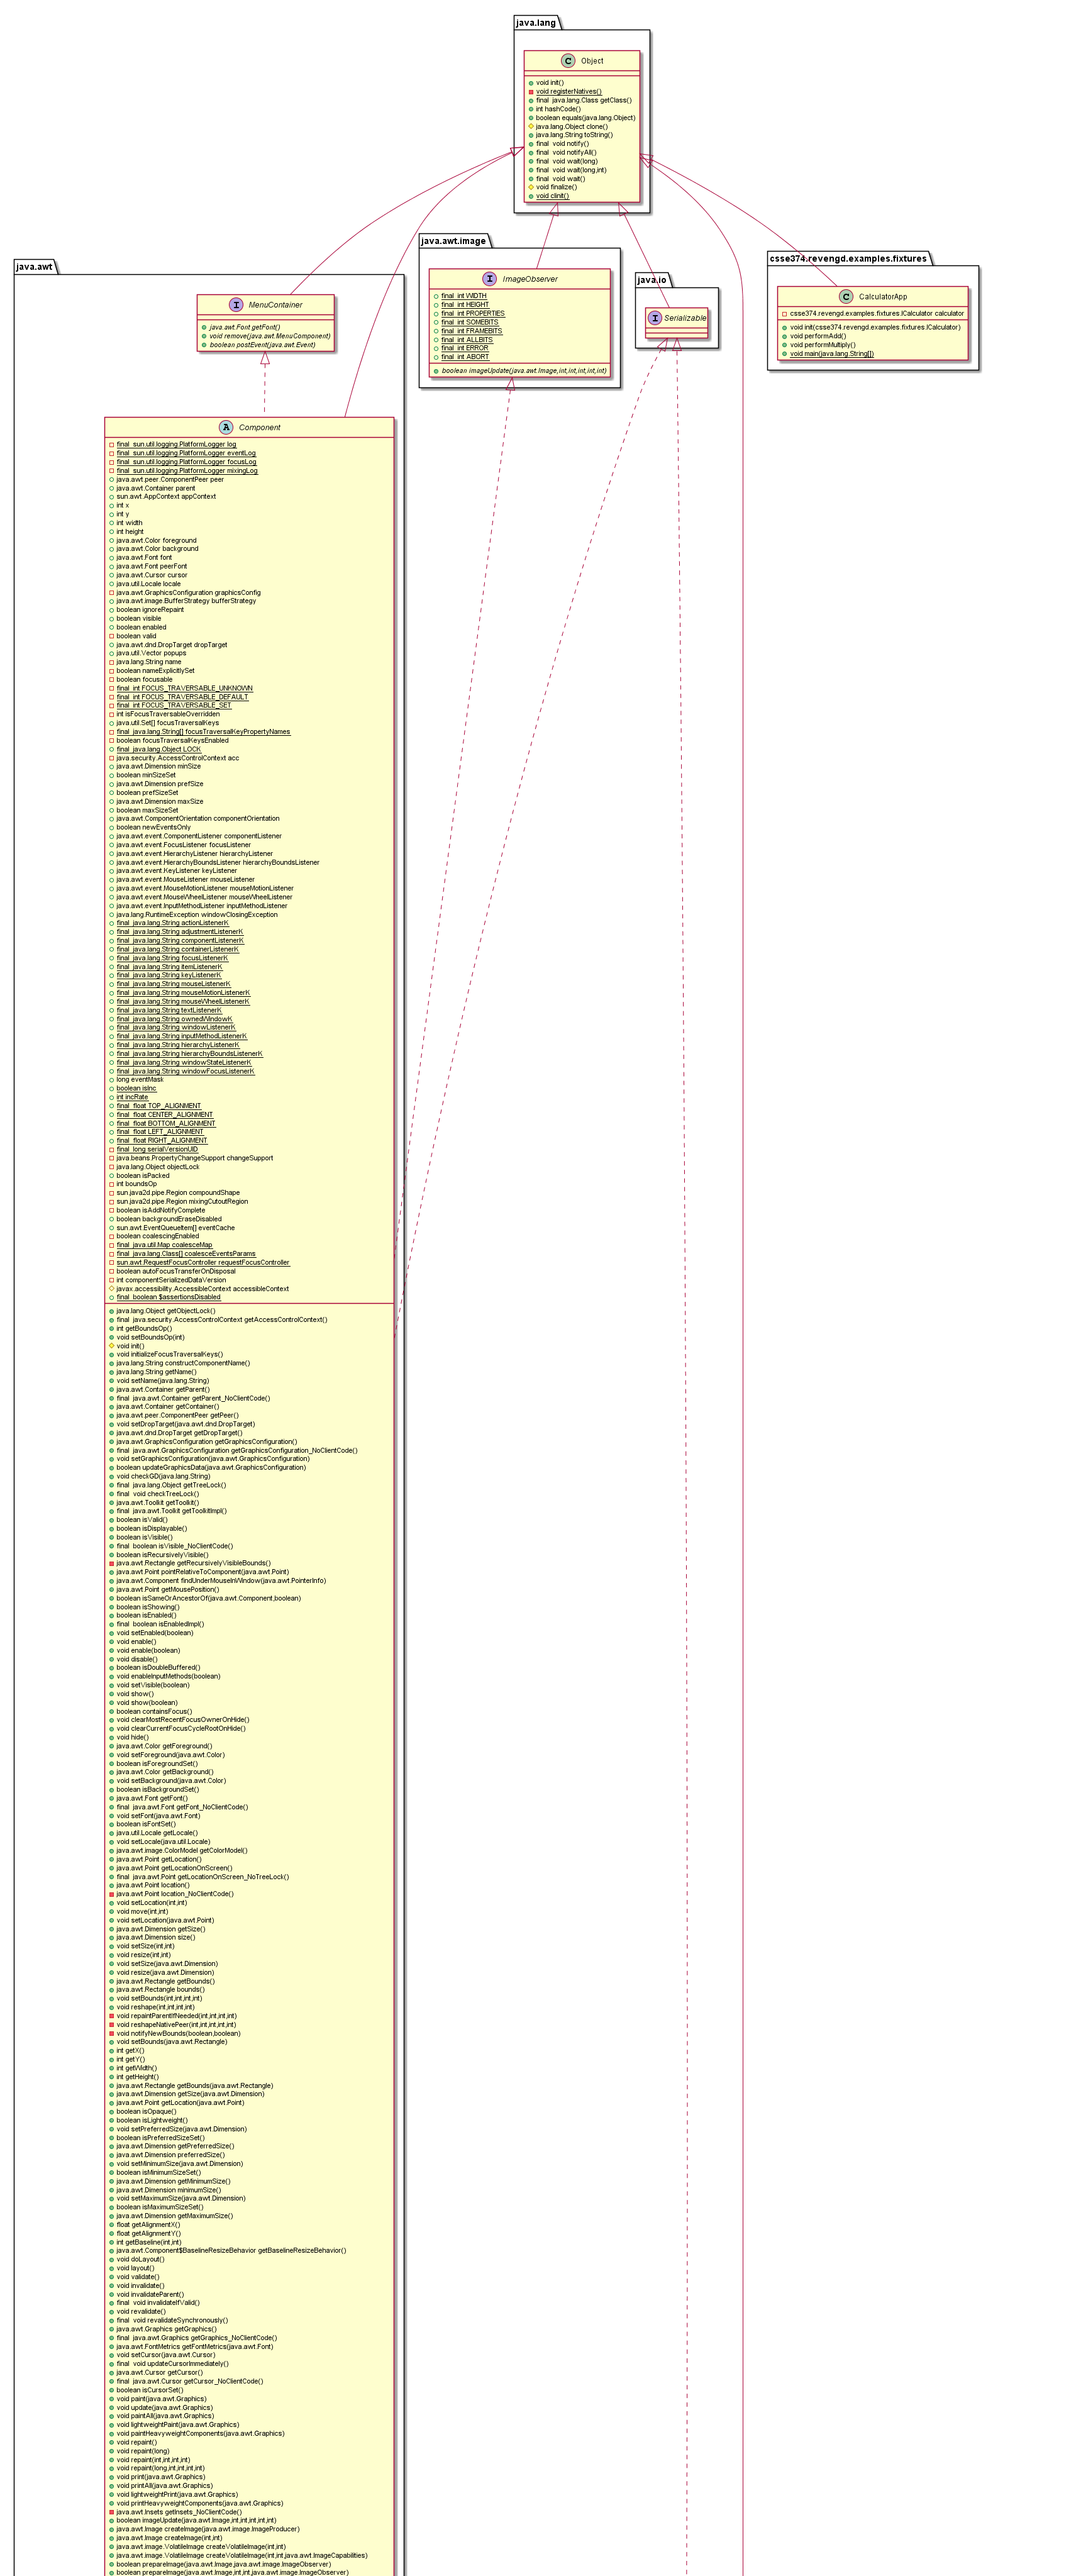 java.lang
C Object
void init()
void registerNatives()
final java.lang.Class getClass()
int hashCode()
boolean equals(java.lang.Object)
java.lang.Object clone()
java.lang.String toString()
final void notify()
final void notifyAll()
final void wait(long)
final void wait(long,int)
final void wait()
void finalize()
void clinit()
java.awt.image
I ImageObserver
final int WIDTH
final int HEIGHT
final int PROPERTIES
final int SOMEBITS
final int FRAMEBITS
final int ALLBITS
final int ERROR
final int ABORT
boolean imageUpdate(java.awt.Image,int,int,int,int,int)
java.io
I Serializable
csse374.revengd.examples.fixtures
C CalculatorApp
csse374.revengd.examples.fixtures.ICalculator calculator
void init(csse374.revengd.examples.fixtures.ICalculator)
void performAdd()
void performMultiply()
void main(java.lang.String[])
java.awt
I MenuContainer
java.awt.Font getFont()
void remove(java.awt.MenuComponent)
boolean postEvent(java.awt.Event)
A Component
final sun.util.logging.PlatformLogger log
final sun.util.logging.PlatformLogger eventLog
final sun.util.logging.PlatformLogger focusLog
final sun.util.logging.PlatformLogger mixingLog
java.awt.peer.ComponentPeer peer
java.awt.Container parent
sun.awt.AppContext appContext
int x
int y
int width
int height
java.awt.Color foreground
java.awt.Color background
java.awt.Font font
java.awt.Font peerFont
java.awt.Cursor cursor
java.util.Locale locale
java.awt.GraphicsConfiguration graphicsConfig
java.awt.image.BufferStrategy bufferStrategy
boolean ignoreRepaint
boolean visible
boolean enabled
boolean valid
java.awt.dnd.DropTarget dropTarget
java.util.Vector popups
java.lang.String name
boolean nameExplicitlySet
boolean focusable
final int FOCUS_TRAVERSABLE_UNKNOWN
final int FOCUS_TRAVERSABLE_DEFAULT
final int FOCUS_TRAVERSABLE_SET
int isFocusTraversableOverridden
java.util.Set[] focusTraversalKeys
final java.lang.String[] focusTraversalKeyPropertyNames
boolean focusTraversalKeysEnabled
final java.lang.Object LOCK
java.security.AccessControlContext acc
java.awt.Dimension minSize
boolean minSizeSet
java.awt.Dimension prefSize
boolean prefSizeSet
java.awt.Dimension maxSize
boolean maxSizeSet
java.awt.ComponentOrientation componentOrientation
boolean newEventsOnly
java.awt.event.ComponentListener componentListener
java.awt.event.FocusListener focusListener
java.awt.event.HierarchyListener hierarchyListener
java.awt.event.HierarchyBoundsListener hierarchyBoundsListener
java.awt.event.KeyListener keyListener
java.awt.event.MouseListener mouseListener
java.awt.event.MouseMotionListener mouseMotionListener
java.awt.event.MouseWheelListener mouseWheelListener
java.awt.event.InputMethodListener inputMethodListener
java.lang.RuntimeException windowClosingException
final java.lang.String actionListenerK
final java.lang.String adjustmentListenerK
final java.lang.String componentListenerK
final java.lang.String containerListenerK
final java.lang.String focusListenerK
final java.lang.String itemListenerK
final java.lang.String keyListenerK
final java.lang.String mouseListenerK
final java.lang.String mouseMotionListenerK
final java.lang.String mouseWheelListenerK
final java.lang.String textListenerK
final java.lang.String ownedWindowK
final java.lang.String windowListenerK
final java.lang.String inputMethodListenerK
final java.lang.String hierarchyListenerK
final java.lang.String hierarchyBoundsListenerK
final java.lang.String windowStateListenerK
final java.lang.String windowFocusListenerK
long eventMask
boolean isInc
int incRate
final float TOP_ALIGNMENT
final float CENTER_ALIGNMENT
final float BOTTOM_ALIGNMENT
final float LEFT_ALIGNMENT
final float RIGHT_ALIGNMENT
final long serialVersionUID
java.beans.PropertyChangeSupport changeSupport
java.lang.Object objectLock
boolean isPacked
int boundsOp
sun.java2d.pipe.Region compoundShape
sun.java2d.pipe.Region mixingCutoutRegion
boolean isAddNotifyComplete
boolean backgroundEraseDisabled
sun.awt.EventQueueItem[] eventCache
boolean coalescingEnabled
final java.util.Map coalesceMap
final java.lang.Class[] coalesceEventsParams
sun.awt.RequestFocusController requestFocusController
boolean autoFocusTransferOnDisposal
int componentSerializedDataVersion
javax.accessibility.AccessibleContext accessibleContext
final boolean $assertionsDisabled
java.lang.Object getObjectLock()
final java.security.AccessControlContext getAccessControlContext()
int getBoundsOp()
void setBoundsOp(int)
void init()
void initializeFocusTraversalKeys()
java.lang.String constructComponentName()
java.lang.String getName()
void setName(java.lang.String)
java.awt.Container getParent()
final java.awt.Container getParent_NoClientCode()
java.awt.Container getContainer()
java.awt.peer.ComponentPeer getPeer()
void setDropTarget(java.awt.dnd.DropTarget)
java.awt.dnd.DropTarget getDropTarget()
java.awt.GraphicsConfiguration getGraphicsConfiguration()
final java.awt.GraphicsConfiguration getGraphicsConfiguration_NoClientCode()
void setGraphicsConfiguration(java.awt.GraphicsConfiguration)
boolean updateGraphicsData(java.awt.GraphicsConfiguration)
void checkGD(java.lang.String)
final java.lang.Object getTreeLock()
final void checkTreeLock()
java.awt.Toolkit getToolkit()
final java.awt.Toolkit getToolkitImpl()
boolean isValid()
boolean isDisplayable()
boolean isVisible()
final boolean isVisible_NoClientCode()
boolean isRecursivelyVisible()
java.awt.Rectangle getRecursivelyVisibleBounds()
java.awt.Point pointRelativeToComponent(java.awt.Point)
java.awt.Component findUnderMouseInWindow(java.awt.PointerInfo)
java.awt.Point getMousePosition()
boolean isSameOrAncestorOf(java.awt.Component,boolean)
boolean isShowing()
boolean isEnabled()
final boolean isEnabledImpl()
void setEnabled(boolean)
void enable()
void enable(boolean)
void disable()
boolean isDoubleBuffered()
void enableInputMethods(boolean)
void setVisible(boolean)
void show()
void show(boolean)
boolean containsFocus()
void clearMostRecentFocusOwnerOnHide()
void clearCurrentFocusCycleRootOnHide()
void hide()
java.awt.Color getForeground()
void setForeground(java.awt.Color)
boolean isForegroundSet()
java.awt.Color getBackground()
void setBackground(java.awt.Color)
boolean isBackgroundSet()
java.awt.Font getFont()
final java.awt.Font getFont_NoClientCode()
void setFont(java.awt.Font)
boolean isFontSet()
java.util.Locale getLocale()
void setLocale(java.util.Locale)
java.awt.image.ColorModel getColorModel()
java.awt.Point getLocation()
java.awt.Point getLocationOnScreen()
final java.awt.Point getLocationOnScreen_NoTreeLock()
java.awt.Point location()
java.awt.Point location_NoClientCode()
void setLocation(int,int)
void move(int,int)
void setLocation(java.awt.Point)
java.awt.Dimension getSize()
java.awt.Dimension size()
void setSize(int,int)
void resize(int,int)
void setSize(java.awt.Dimension)
void resize(java.awt.Dimension)
java.awt.Rectangle getBounds()
java.awt.Rectangle bounds()
void setBounds(int,int,int,int)
void reshape(int,int,int,int)
void repaintParentIfNeeded(int,int,int,int)
void reshapeNativePeer(int,int,int,int,int)
void notifyNewBounds(boolean,boolean)
void setBounds(java.awt.Rectangle)
int getX()
int getY()
int getWidth()
int getHeight()
java.awt.Rectangle getBounds(java.awt.Rectangle)
java.awt.Dimension getSize(java.awt.Dimension)
java.awt.Point getLocation(java.awt.Point)
boolean isOpaque()
boolean isLightweight()
void setPreferredSize(java.awt.Dimension)
boolean isPreferredSizeSet()
java.awt.Dimension getPreferredSize()
java.awt.Dimension preferredSize()
void setMinimumSize(java.awt.Dimension)
boolean isMinimumSizeSet()
java.awt.Dimension getMinimumSize()
java.awt.Dimension minimumSize()
void setMaximumSize(java.awt.Dimension)
boolean isMaximumSizeSet()
java.awt.Dimension getMaximumSize()
float getAlignmentX()
float getAlignmentY()
int getBaseline(int,int)
java.awt.Component$BaselineResizeBehavior getBaselineResizeBehavior()
void doLayout()
void layout()
void validate()
void invalidate()
void invalidateParent()
final void invalidateIfValid()
void revalidate()
final void revalidateSynchronously()
java.awt.Graphics getGraphics()
final java.awt.Graphics getGraphics_NoClientCode()
java.awt.FontMetrics getFontMetrics(java.awt.Font)
void setCursor(java.awt.Cursor)
final void updateCursorImmediately()
java.awt.Cursor getCursor()
final java.awt.Cursor getCursor_NoClientCode()
boolean isCursorSet()
void paint(java.awt.Graphics)
void update(java.awt.Graphics)
void paintAll(java.awt.Graphics)
void lightweightPaint(java.awt.Graphics)
void paintHeavyweightComponents(java.awt.Graphics)
void repaint()
void repaint(long)
void repaint(int,int,int,int)
void repaint(long,int,int,int,int)
void print(java.awt.Graphics)
void printAll(java.awt.Graphics)
void lightweightPrint(java.awt.Graphics)
void printHeavyweightComponents(java.awt.Graphics)
java.awt.Insets getInsets_NoClientCode()
boolean imageUpdate(java.awt.Image,int,int,int,int,int)
java.awt.Image createImage(java.awt.image.ImageProducer)
java.awt.Image createImage(int,int)
java.awt.image.VolatileImage createVolatileImage(int,int)
java.awt.image.VolatileImage createVolatileImage(int,int,java.awt.ImageCapabilities)
boolean prepareImage(java.awt.Image,java.awt.image.ImageObserver)
boolean prepareImage(java.awt.Image,int,int,java.awt.image.ImageObserver)